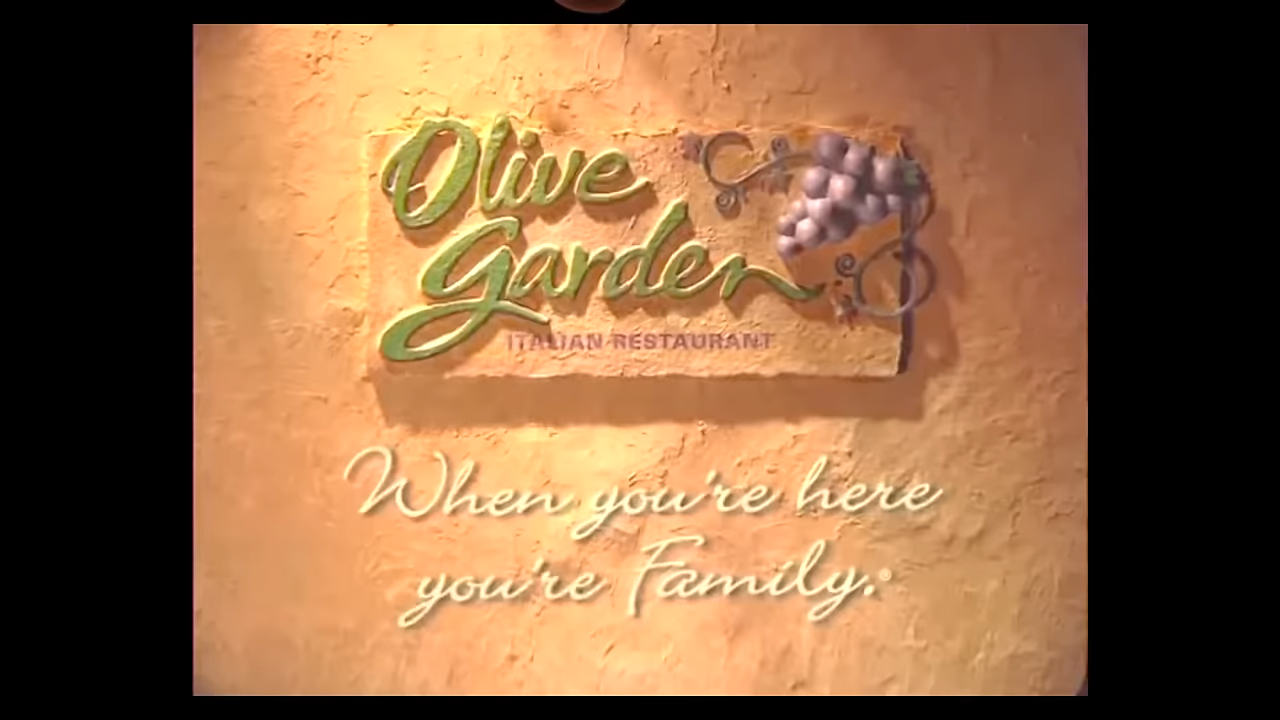 Olive
Garden
ITALIAN RESTAURANT
When you're here
you're Family.®